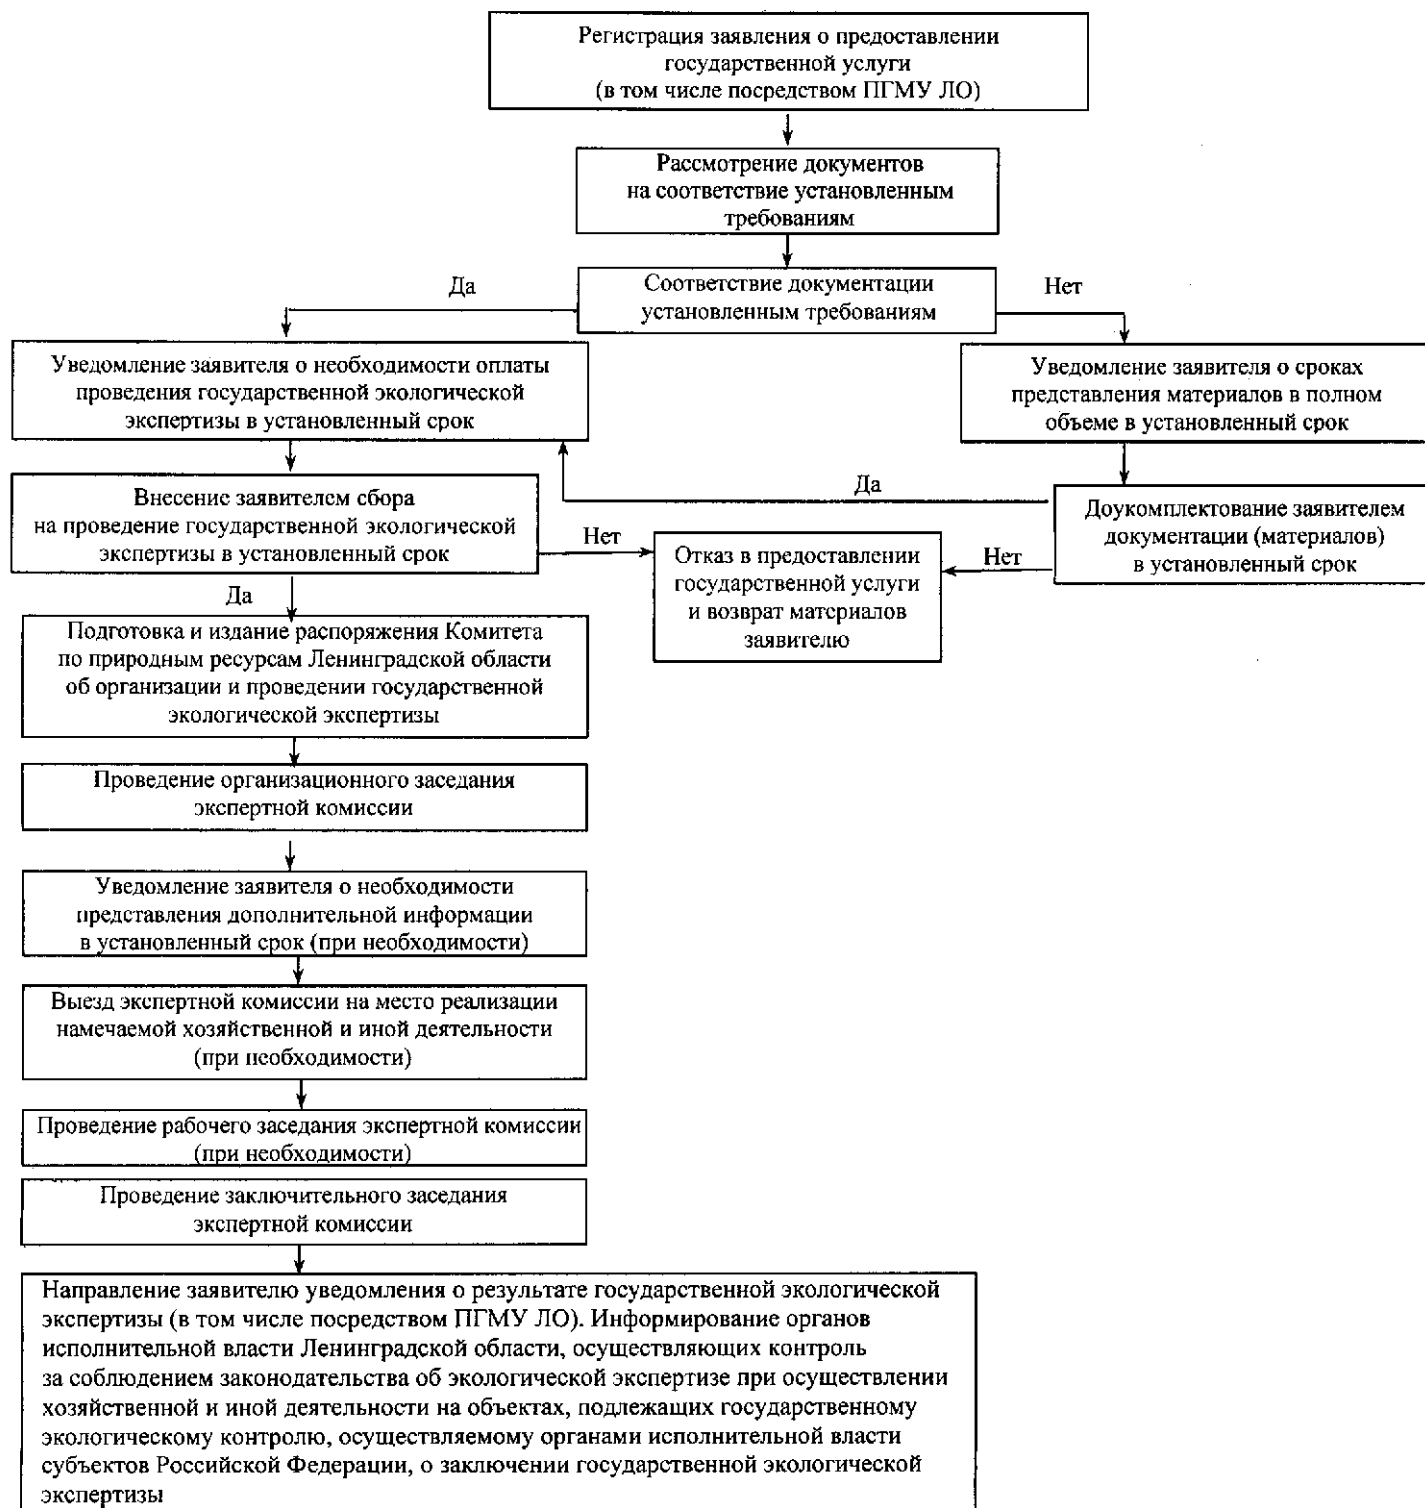 Регистрация заявления о предоставлении
государственной услуги
(в том числе посредством ПГМУ ЛО)
Рассмотрение документов
на соответствие установленным
требованиям
Да
Соответствие документации
установленным требованиям
Нет
Уведомление заявителя о необходимости оплаты
проведения государственной экологической
экспертизы в установленный срок
Уведомление заявителя о сроках
представления материалов в полном
объеме в установленный срок
Внесение заявителем сбора
на проведение государственной экологической
экспертизы в установленный срок
Да
Доукомплектование заявителем
документации (материалов)
в установленный срок
Нет
Отказ в предоставлении
государственной услуги
и возврат материалов
заявителю
Нет
Да
Подготовка и издание распоряжения Комитета
по природным ресурсам Ленинградской области
об организации и проведении государственной
экологической экспертизы
Проведение организационного заседания
экспертной комиссии
Уведомление заявителя о необходимости
представления дополнительной информации
в установленный срок (при необходимости)
Выезд экспертной комиссии на место реализации
намечаемой хозяйственной и иной деятельности
(при необходимости)
Проведение рабочего заседания экспертной комиссии
(при необходимости)
Проведение заключительного заседания
экспертной комиссии
Направление заявителю уведомления о результате государственной экологической
экспертизы (в том числе посредством ПГМУ ЛО). Информирование органов
исполнительной власти Ленинградской области, осуществляющих контроль
за соблюдением законодательства об экологической экспертизе при осуществлении
хозяйственной и иной деятельности на объектах, подлежащих государственному
экологическому контролю, осуществляемому органами исполнительной власти
субъектов Российской Федерации, о заключении государственной экологической
экспертизы